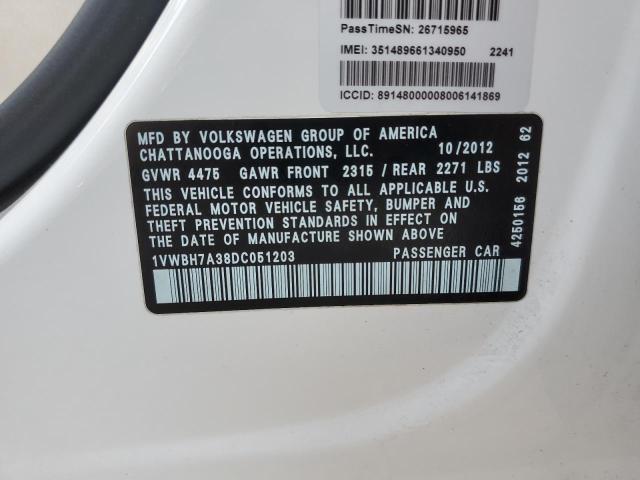 PassTimeSN: 26715965
IMEI: 351489661340950 2241
ICCID: 89148000008006141869
MFD BY VOLKSWAGEN GROUP OF AMERICA
CHATTANOOGA OPERATIONS, LLC. 10/2012
GVWR 4475 GAWR FRONT 2315 / REAR 2271 LBS
THIS VEHICLE CONFORMS TO ALL APPLICABLE U.S.
FEDERAL MOTOR VEHICLE SAFETY, BUMPER AND
THEFT PREVENTION STANDARDS IN EFFECT ON
THE DATE OF MANUFACTURE SHOWN ABOVE
1VWBH7A38DC051203 PASSENGER CAR
4250156 2012 62